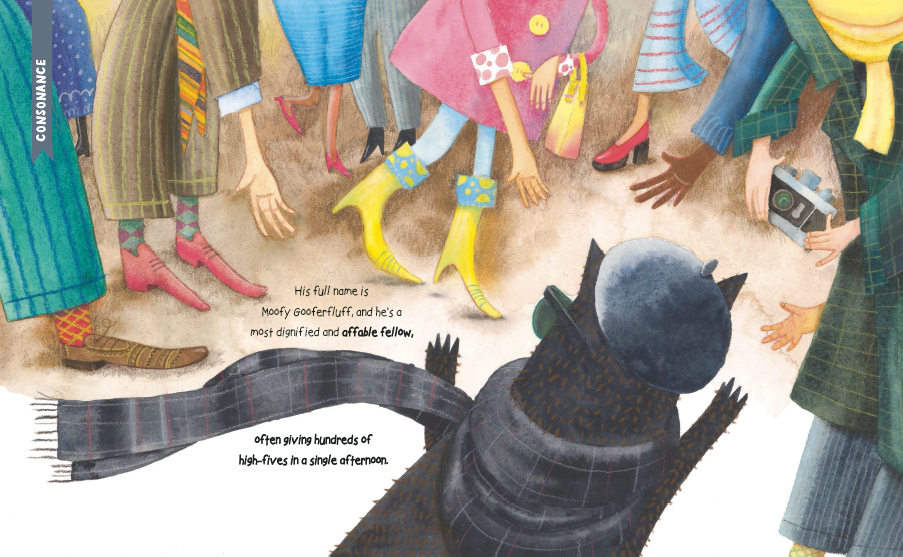 CONSONANCE
His full name is
Moofy Gooferfluff, and he's a
most dignified and affable fellow,
often giving hundreds of
high-fives in a single afternoon.